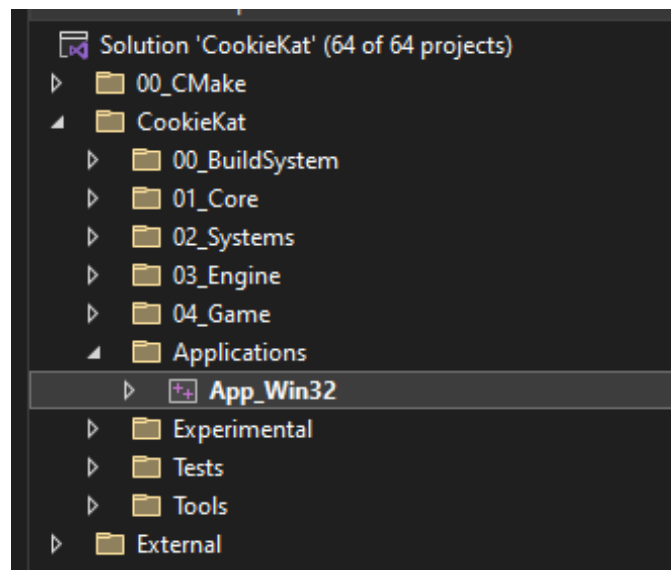 Solution 'CookieKat' (64 of 64 projects)
00_CMake
CookieKat
00_BuildSystem
01_Core
02_Systems
03_Engine
04_Game
Applications
App_Win32
Experimental
Tests
Tools
External